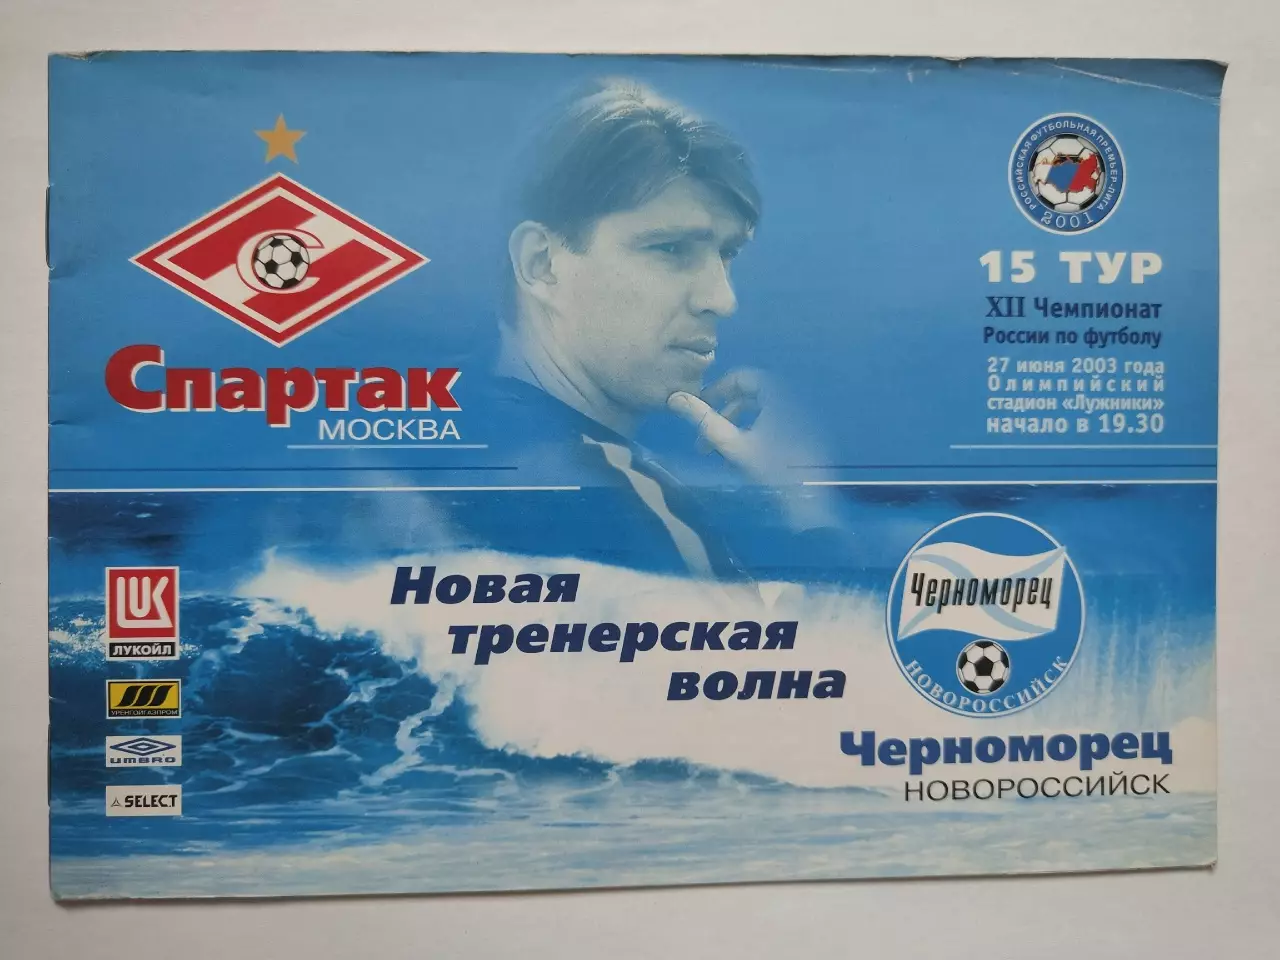 РОССИЙСКАЯ ФУТБОЛЬНАЯ ПРЕМЬЕР-ЛИГА
2001
15 ТУР
XII Чемпионат
России по футболу
27 июня 2003 года
Олимпийский
стадион «Лужники»
начало в 19.30
С
Спартак
МОСКВА
Новая
тренерская
волна
LUK
ЛУКОЙЛ
УРЕНГОЙГАЗПРОМ
UMBRO
SELECT
Черноморец
НОВОРОССИЙСК
Черноморец
НОВОРОССИЙСК